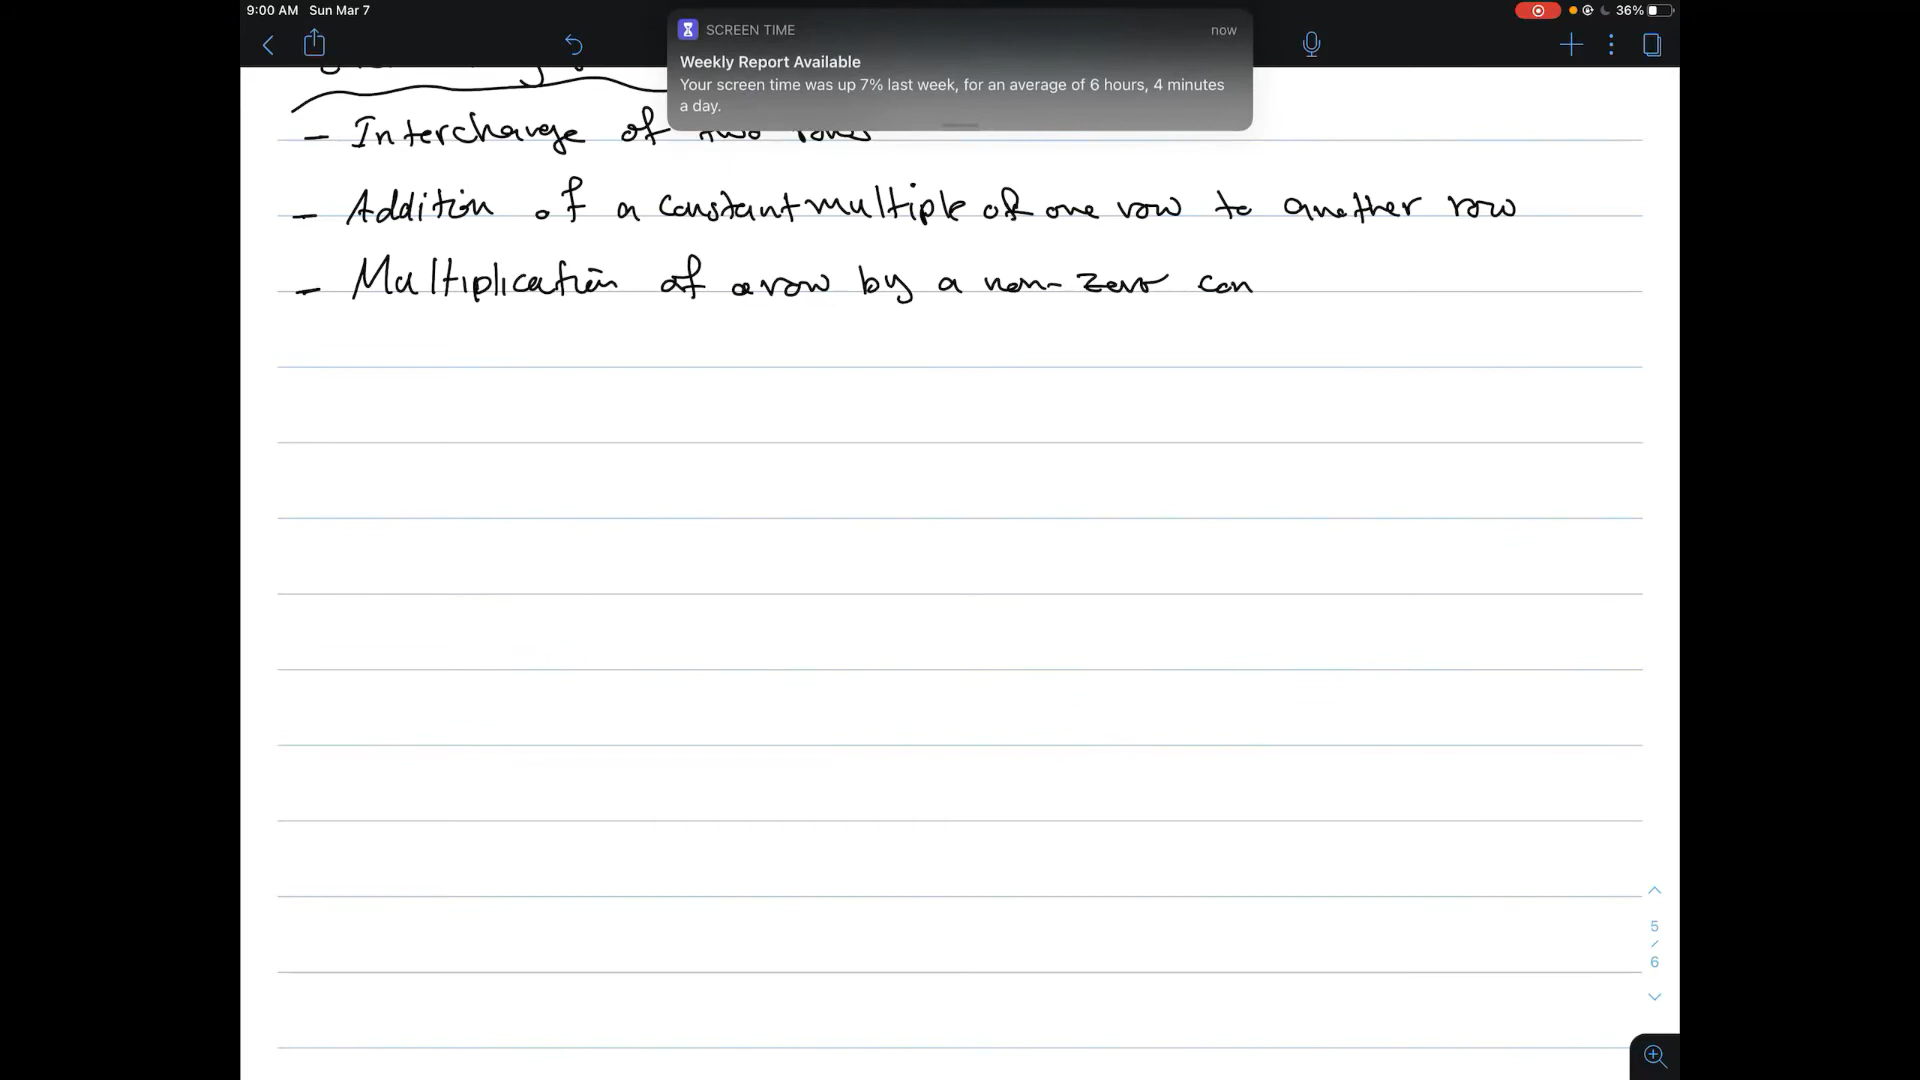 9:00 AM Sun Mar 7
36%
SCREEN TIME
now
Weekly Report Available
Your screen time was up 7% last week, for an average of 6 hours, 4 minutes
a day.
- Interchange of two rows
- Addition of a constant multiple of one row to another row
- Multiplication of a row by a non-zero con
5
/
6